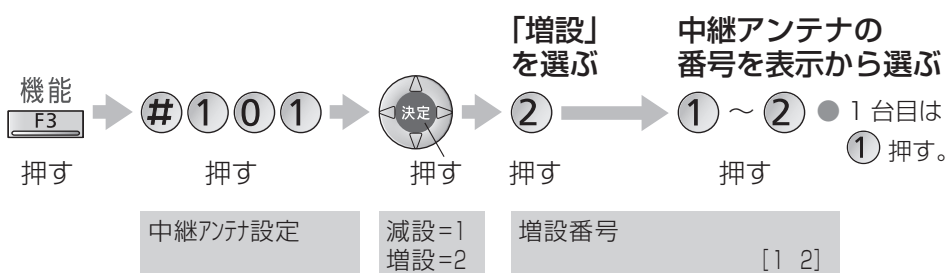 「増設」
を選ぶ
中継アンテナの
番号を表示から選ぶ
機能
F3
#101
決定
2
1 ～ 2
● 1 台目は
1 押す。
押す
押す
押す
押す
押す
中継ｱﾝﾃﾅ設定
減設=1
増設=2
増設番号
[1 2]